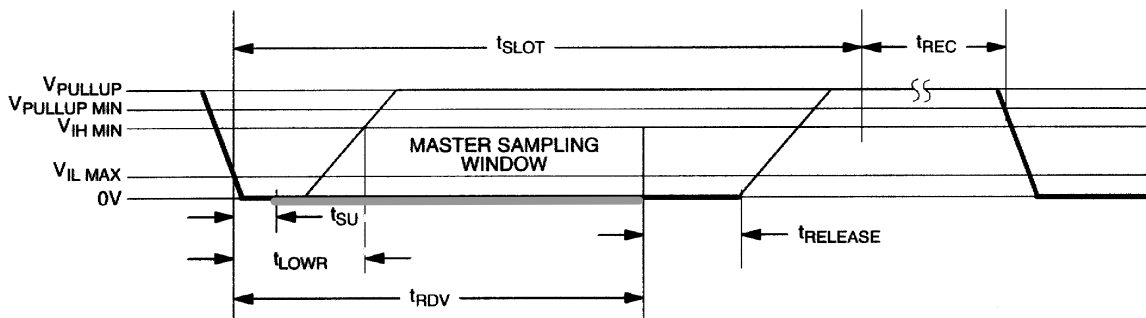 tSLOT
tREC
VPULLUP
VPULLUP MIN
VIH MIN
MASTER SAMPLING
WINDOW
VIL MAX
0V
tSU
tRELEASE
tLOWR
tRDV